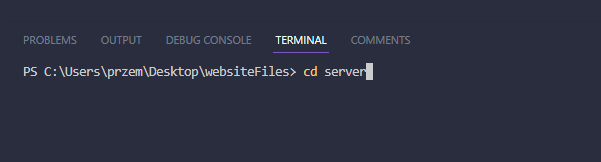 PROBLEMS OUTPUT DEBUG CONSOLE TERMINAL COMMENTS
PS C:\Users\przem\Desktop\websiteFiles> cd server